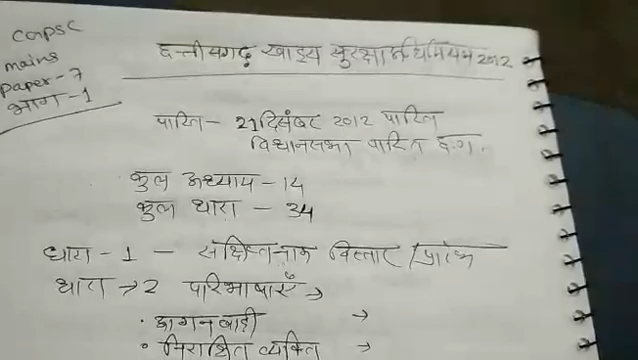 CGPSC
mains
paper-7
भाग-1
छत्तीसगढ़ खाद्य सुरक्षा अधिनियम 2012
पारित- 21 दिसंबर 2012 पारित
विधानसभा पारित छ.ग.
कुल अध्याय - 14
कुल धारा - 34
धारा - 1 - संक्षिप्त नाम विस्तार / प्रारंभ
धारा → 2 परिभाषाएँ →
• आंगनबाड़ी →
• निराश्रित व्यक्ति →